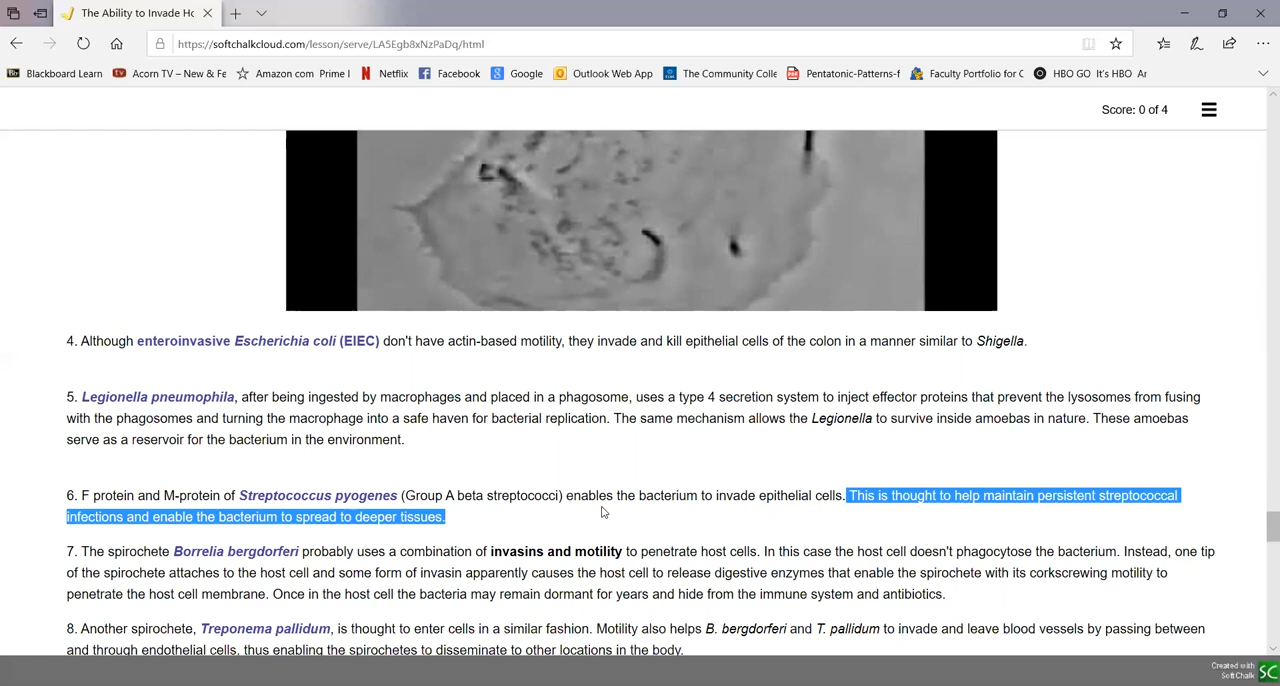 The Ability to Invade Ho
https://softchalkcloud.com/lesson/serve/LA5Egb8xNzPaDq/html
Blackboard Learn Acorn TV – New & Fe Amazon com Prime I Netflix Facebook Google Outlook Web App The Community Colle Pentatonic-Patterns-f Faculty Portfolio for C HBO GO It's HBO Ar
Score: 0 of 4
4. Although enteroinvasive Escherichia coli (EIEC) don't have actin-based motility, they invade and kill epithelial cells of the colon in a manner similar to Shigella.
5. Legionella pneumophila, after being ingested by macrophages and placed in a phagosome, uses a type 4 secretion system to inject effector proteins that prevent the lysosomes from fusing
with the phagosomes and turning the macrophage into a safe haven for bacterial replication. The same mechanism allows the Legionella to survive inside amoebas in nature. These amoebas
serve as a reservoir for the bacterium in the environment.
6. F protein and M-protein of Streptococcus pyogenes (Group A beta streptococci) enables the bacterium to invade epithelial cells. This is thought to help maintain persistent streptococcal
infections and enable the bacterium to spread to deeper tissues.
7. The spirochete Borrelia bergdorferi probably uses a combination of invasins and motility to penetrate host cells. In this case the host cell doesn't phagocytose the bacterium. Instead, one tip
of the spirochete attaches to the host cell and some form of invasin apparently causes the host cell to release digestive enzymes that enable the spirochete with its corkscrewing motility to
penetrate the host cell membrane. Once in the host cell the bacteria may remain dormant for years and hide from the immune system and antibiotics.
8. Another spirochete, Treponema pallidum, is thought to enter cells in a similar fashion. Motility also helps B. bergdorferi and T. pallidum to invade and leave blood vessels by passing between
and through endothelial cells, thus enabling the spirochetes to disseminate to other locations in the body.
Created with
SoftChalk
SC